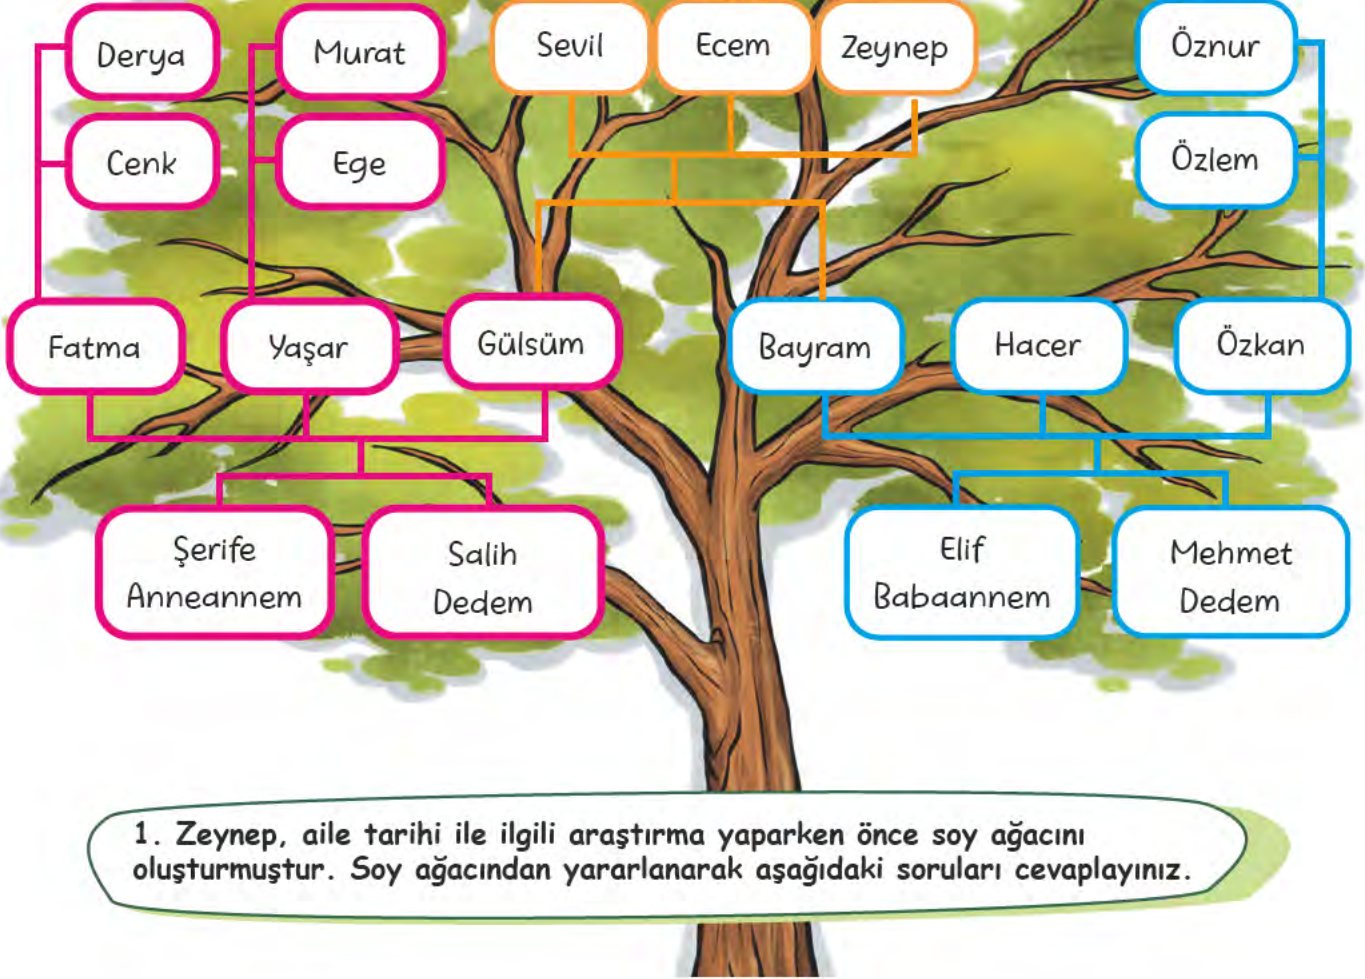 Derya
Murat
Sevil
Ecem
Zeynep
Öznur
Cenk
Ege
Özlem
Fatma
Yaşar
Gülsüm
Bayram
Hacer
Özkan
Şerife
Anneannem
Salih
Dedem
Elif
Babaannem
Mehmet
Dedem
1. Zeynep, aile tarihi ile ilgili araştırma yaparken önce soy ağacını
oluşturmuştur. Soy ağacından yararlanarak aşağıdaki soruları cevaplayınız.